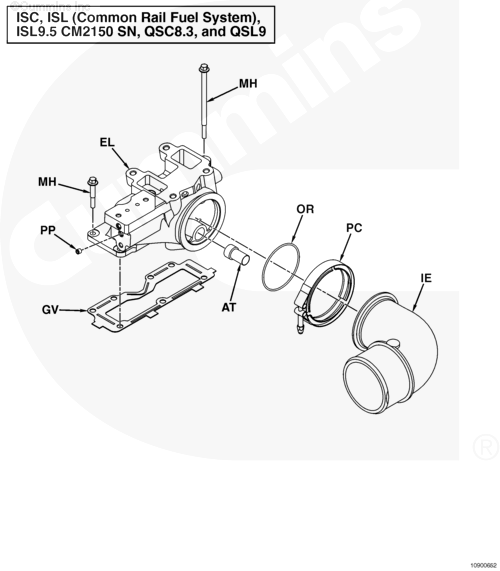 ©Cummins Inc
ISC, ISL (Common Rail Fuel System),
ISL9.5 CM2150 SN, QSC8.3, and QSL9
MH
EL
MH
OR
PC
PP
IE
GV
AT
Cummins
®
10900662